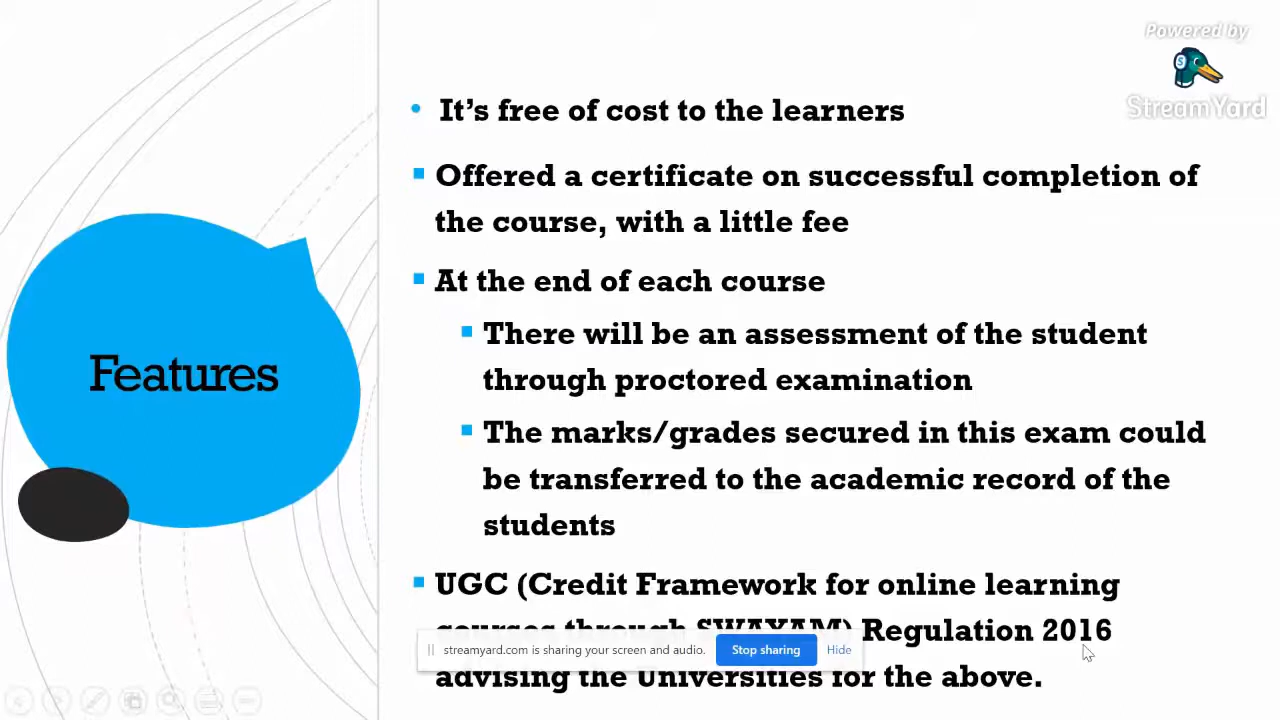 Powered by
StreamYard
It's free of cost to the learners
Offered a certificate on successful completion of
the course, with a little fee
At the end of each course
There will be an assessment of the student
through proctored examination
The marks/grades secured in this exam could
be transferred to the academic record of the
students
Features
UGC (Credit Framework for online learning
courses through SWAYAM) Regulation 2016
streamyard.com is sharing your screen and audio. Stop sharing Hide
advising the Universities for the above.